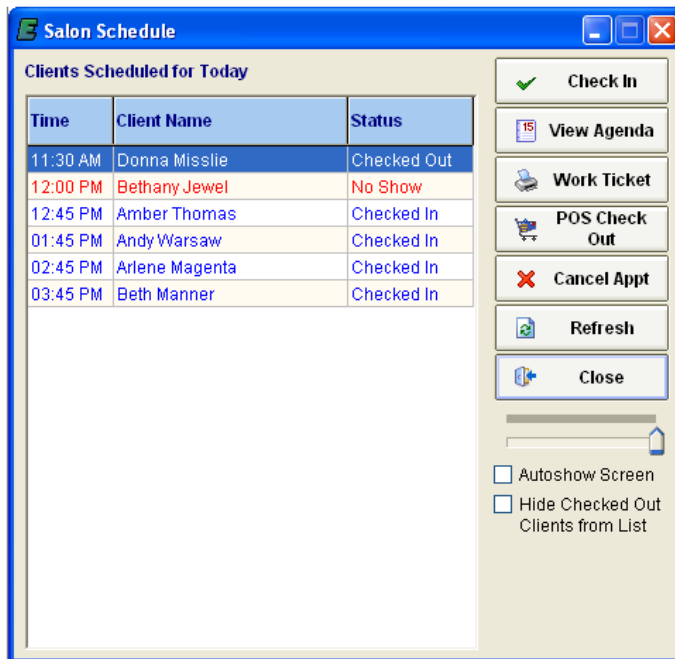 Salon Schedule
Clients Scheduled for Today
Time Client Name Status
11:30 AM Donna Misslie Checked Out
12:00 PM Bethany Jewel No Show
12:45 PM Amber Thomas Checked In
01:45 PM Andy Warsaw Checked In
02:45 PM Arlene Magenta Checked In
03:45 PM Beth Manner Checked In
Check In
15
View Agenda
Work Ticket
POS Check
Out
Cancel Appt
Refresh
Close
Autoshow Screen
Hide Checked Out
Clients from List